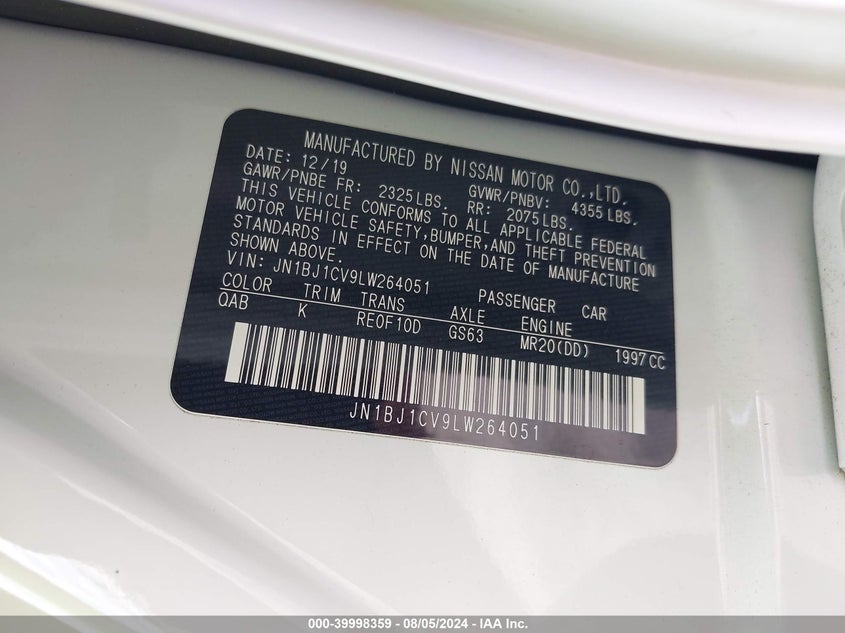 MANUFACTURED BY NISSAN MOTOR CO.,LTD.
DATE: 12/19 GVWR/PNBV: 4355LBS.
GAWR/PNBE FR: 2325LBS. RR: 2075LBS.
THIS VEHICLE CONFORMS TO ALL APPLICABLE FEDERAL
MOTOR VEHICLE SAFETY,BUMPER,AND THEFT PREVENTION
STANDARDS IN EFFECT ON THE DATE OF MANUFACTURE
SHOWN ABOVE.
VIN: JN1BJ1CV9LW264051 PASSENGER CAR
COLOR TRIM TRANS AXLE ENGINE
QAB K RE0F10D GS63 MR20(DD) 1997CC
JN1BJ1CV9LW264051
000-39998359 — 08/05/2024 - © IAA Inc.